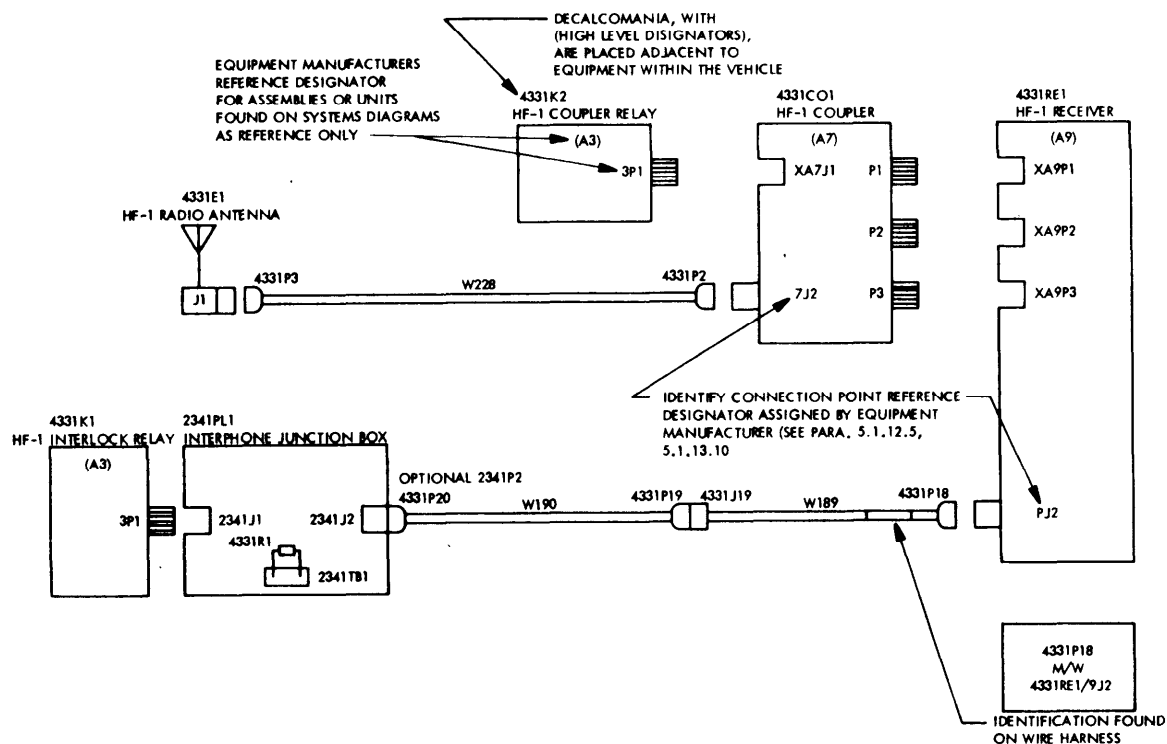 DECALCOMANIA, WITH
(HIGH LEVEL DISIGNATORS),
ARE PLACED ADJACENT TO
EQUIPMENT WITHIN THE VEHICLE
EQUIPMENT MANUFACTURERS
REFERENCE DESIGNATOR
FOR ASSEMBLIES OR UNITS
FOUND ON SYSTEMS DIAGRAMS
AS REFERENCE ONLY
4331K2
HF-1 COUPLER RELAY
(A3)
3P1
4331CO1
HF-1 COUPLER
(A7)
XA7J1
P1
P2
7J2
P3
4331RE1
HF-1 RECEIVER
(A9)
XA9P1
XA9P2
XA9P3
PJ2
4331E1
HF-1 RADIO ANTENNA
J1
4331P3
W228
4331P2
IDENTIFY CONNECTION POINT REFERENCE
DESIGNATOR ASSIGNED BY EQUIPMENT
MANUFACTURER (SEE PARA. 5.1.12.5,
5.1.13.10
4331K1
HF-1 INTERLOCK RELAY
(A3)
3P1
2341PL1
INTERPHONE JUNCTION BOX
2341J1
2341J2
4331R1
2341TB1
OPTIONAL 2341P2
4331P20
W190
4331P19
4331J19
W189
4331P18
4331P18
M/W
4331RE1/9J2
IDENTIFICATION FOUND
ON WIRE HARNESS